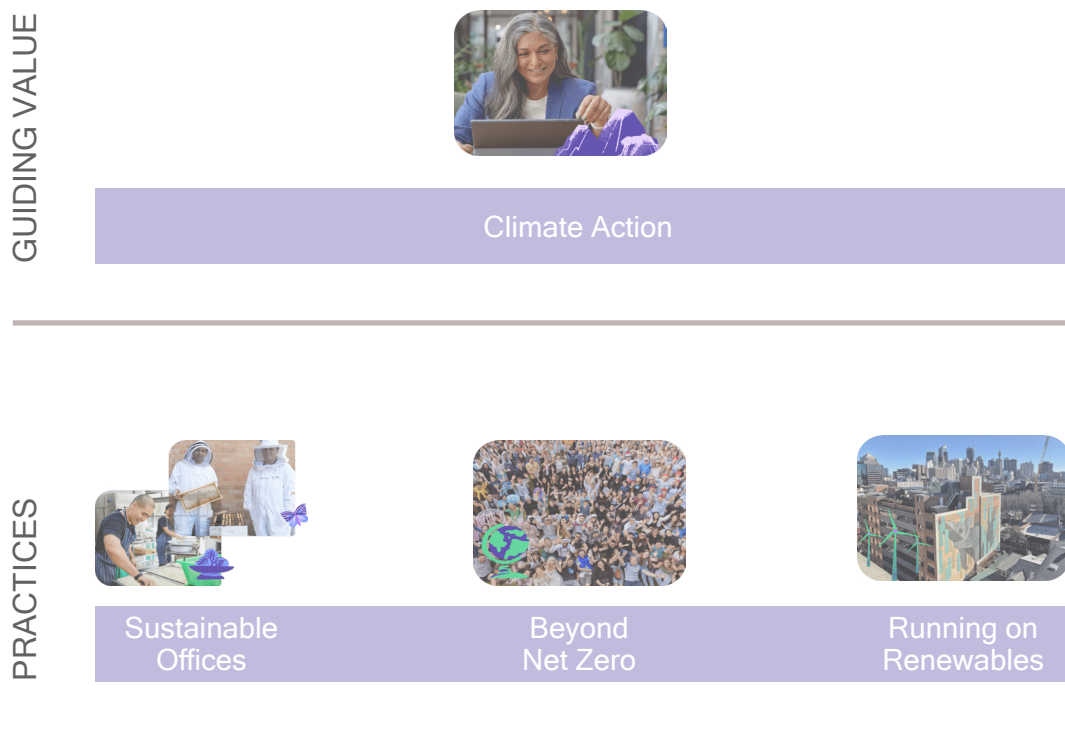 GUIDING VALUE
Climate Action
PRACTICES
Sustainable
Offices
Beyond
Net Zero
Running on
Renewables